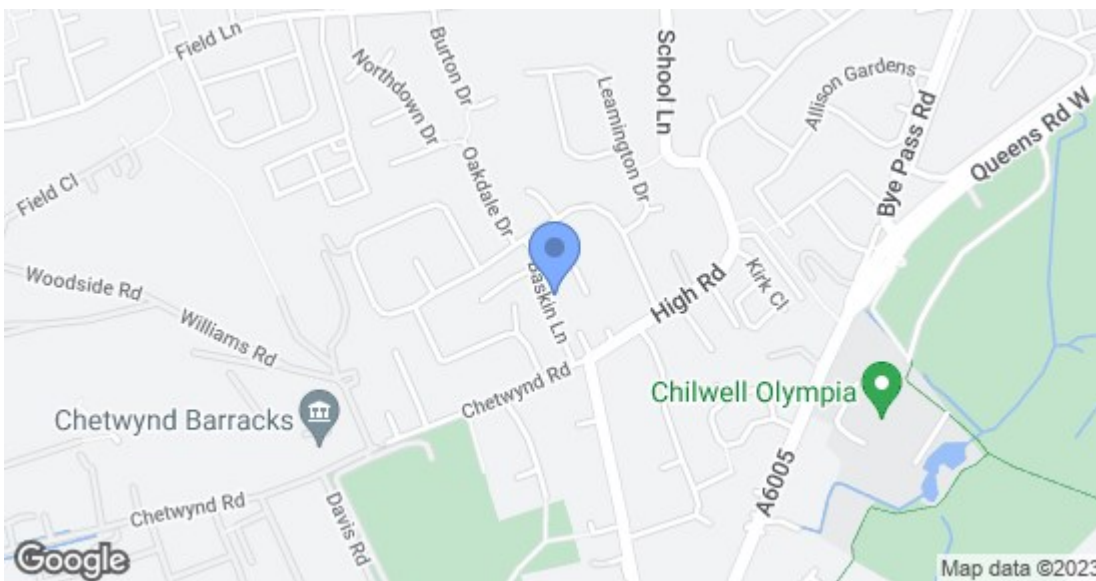 Field Ln
Burton Dr
Northdown Dr
School Ln
Leamington Dr
Allison Gardens
Queens Rd W
Bye Pass Rd
Field Cl
Oakdale Dr
Woodside Rd
Baskin Ln
High Rd
Kirk Cl
Williams Rd
Chetwynd Rd
Chilwell Olympia
Chetwynd Barracks
A6005
Chetwynd Rd
Davis Rd
Google
Map data ©2023